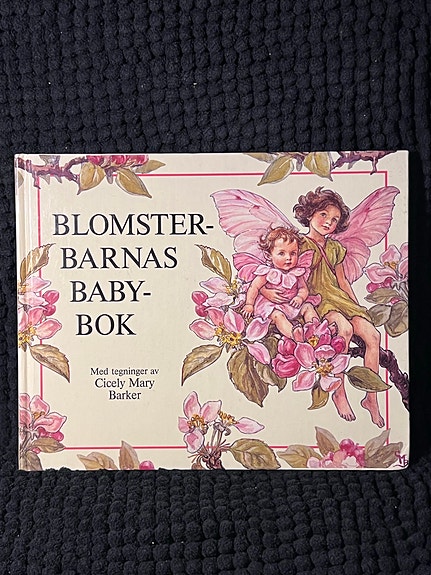 BLOMSTER-
BARNAS
BABY-
BOK
Med tegninger av
Cicely Mary
Barker